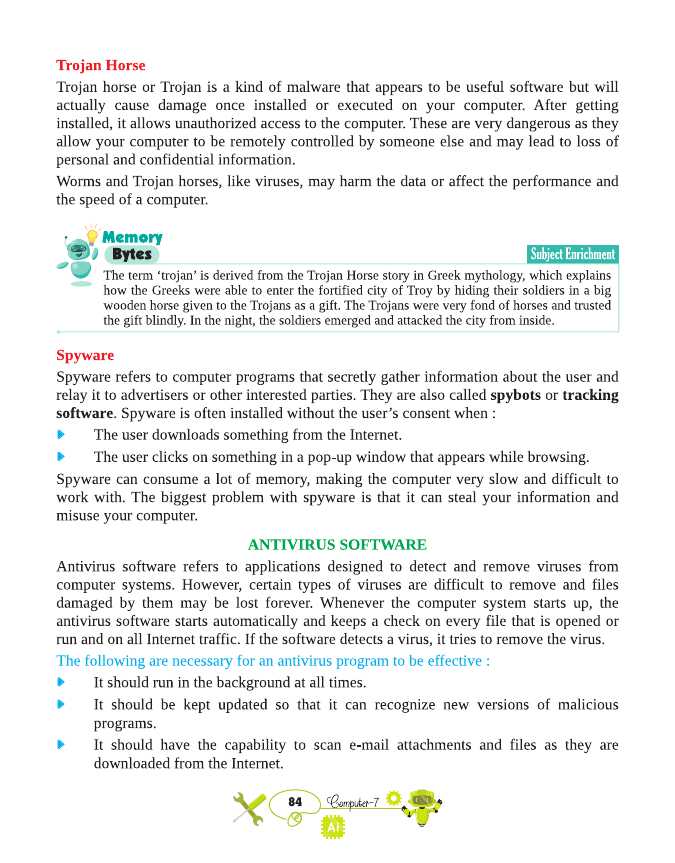 Trojan Horse
Trojan horse or Trojan is a kind of malware that appears to be useful software but will
actually cause damage once installed or executed on your computer. After getting
installed, it allows unauthorized access to the computer. These are very dangerous as they
allow your computer to be remotely controlled by someone else and may lead to loss of
personal and confidential information.
Worms and Trojan horses, like viruses, may harm the data or affect the performance and
the speed of a computer.
Memory
Bytes
Subject Enrichment
The term ‘trojan’ is derived from the Trojan Horse story in Greek mythology, which explains
how the Greeks were able to enter the fortified city of Troy by hiding their soldiers in a big
wooden horse given to the Trojans as a gift. The Trojans were very fond of horses and trusted
the gift blindly. In the night, the soldiers emerged and attacked the city from inside.
Spyware
Spyware refers to computer programs that secretly gather information about the user and
relay it to advertisers or other interested parties. They are also called spybots or tracking
software. Spyware is often installed without the user’s consent when :
The user downloads something from the Internet.
The user clicks on something in a pop-up window that appears while browsing.
Spyware can consume a lot of memory, making the computer very slow and difficult to
work with. The biggest problem with spyware is that it can steal your information and
misuse your computer.
ANTIVIRUS SOFTWARE
Antivirus software refers to applications designed to detect and remove viruses from
computer systems. However, certain types of viruses are difficult to remove and files
damaged by them may be lost forever. Whenever the computer system starts up, the
antivirus software starts automatically and keeps a check on every file that is opened or
run and on all Internet traffic. If the software detects a virus, it tries to remove the virus.
The following are necessary for an antivirus program to be effective :
It should run in the background at all times.
It should be kept updated so that it can recognize new versions of malicious
programs.
It should have the capability to scan e-mail attachments and files as they are
downloaded from the Internet.
84 Computer-7
AI